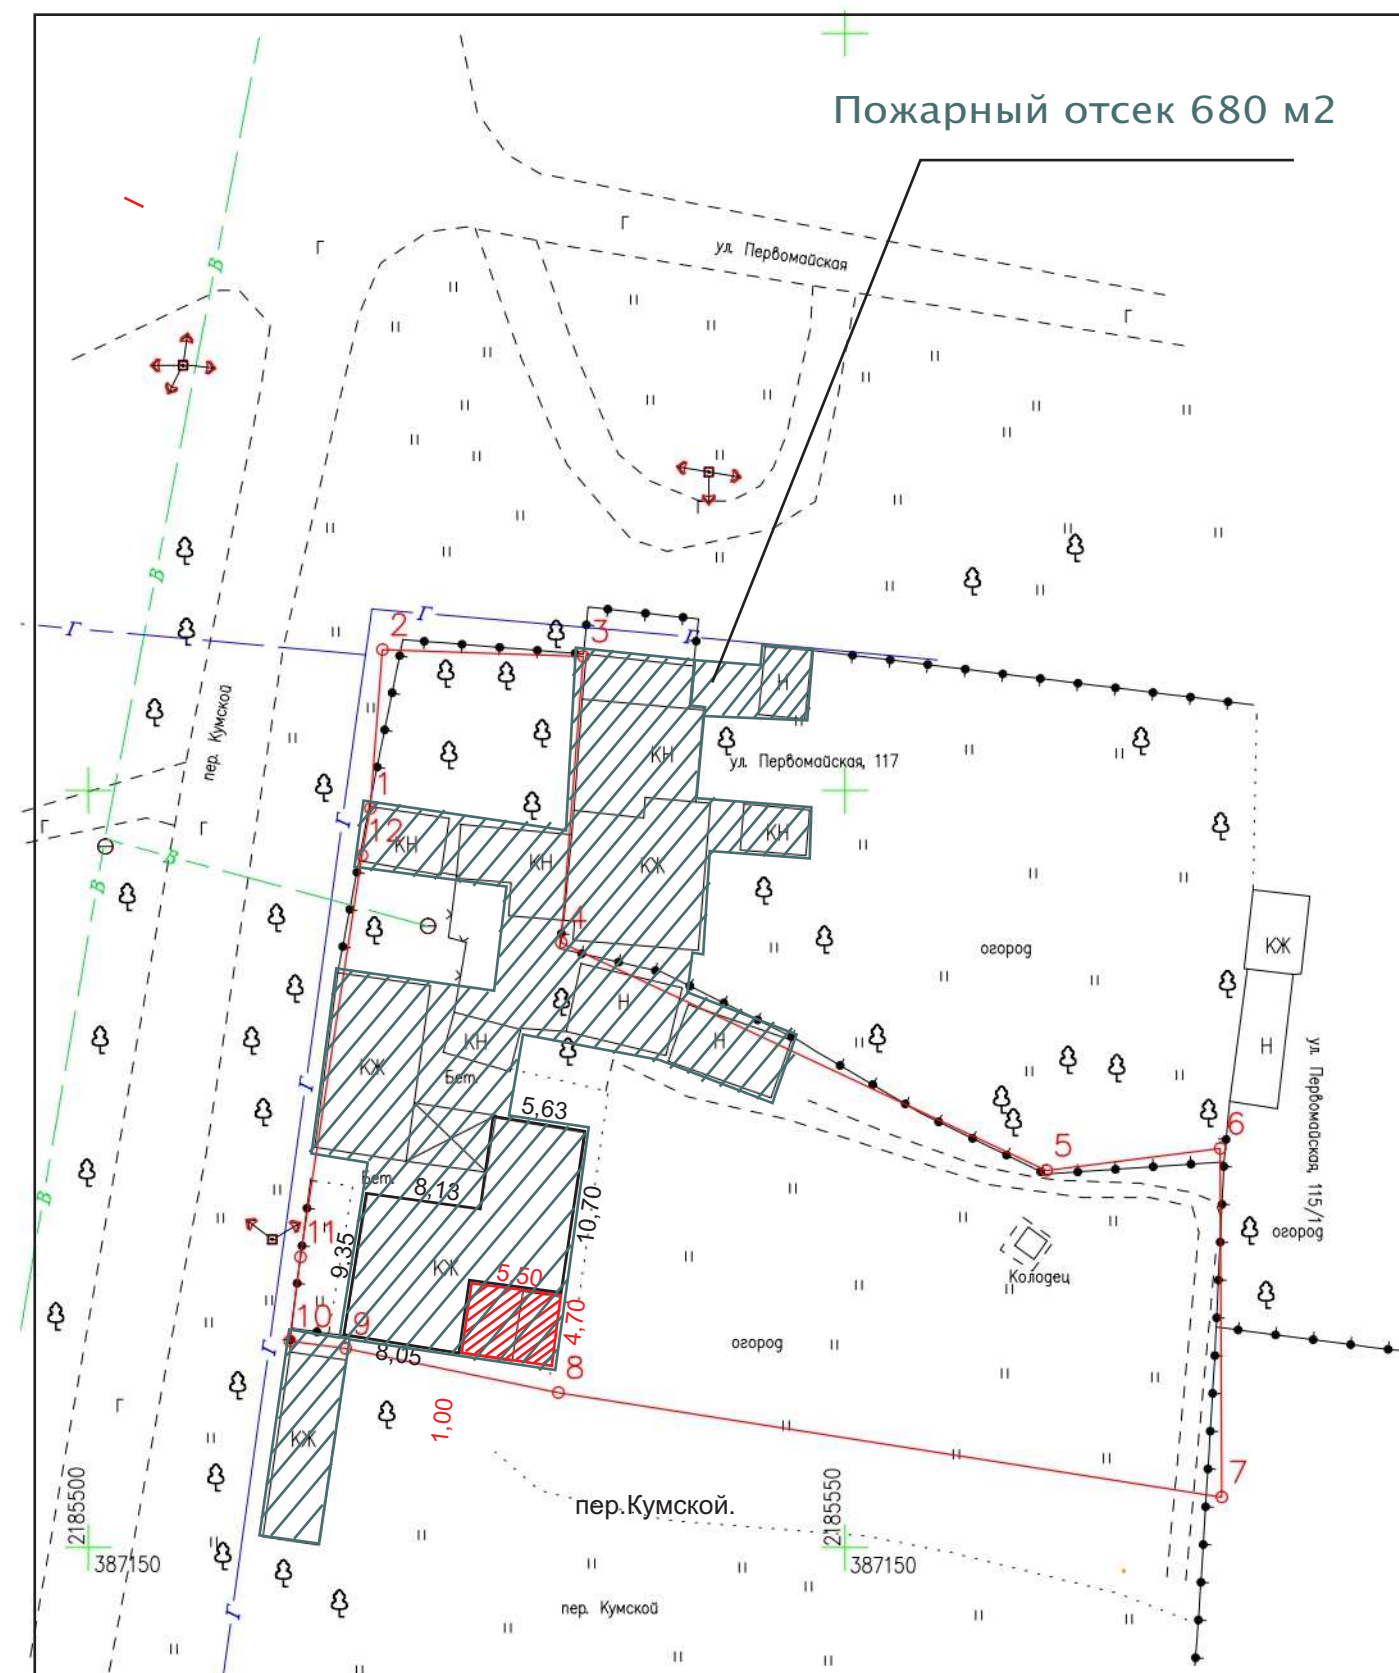 Пожарный отсек 680 м2
Г
ул. Первомайская
Г
Г
В
Г
В
Г
Г
Г
2
3
пер. Кумской
Н
КН
ул. Первомайская, 117
1
12
Г
КН
КН
КН
КЖ
Г
Г
В
В
4
огород
КЖ
Н
Н
Н
КН
КЖ
Бет.
Г
5,63
ул. Первомайская, 115/1
5
6
Бет.
8,13
В
11
9,35
10,70
КЖ
5,50
4,70
Колодец
огород
огород
10
9
8,05
8
Г
Г
1,00
КЖ
7
2185500
387150
пер.Кумской.
2185550
387150
пер. Кумской
Г